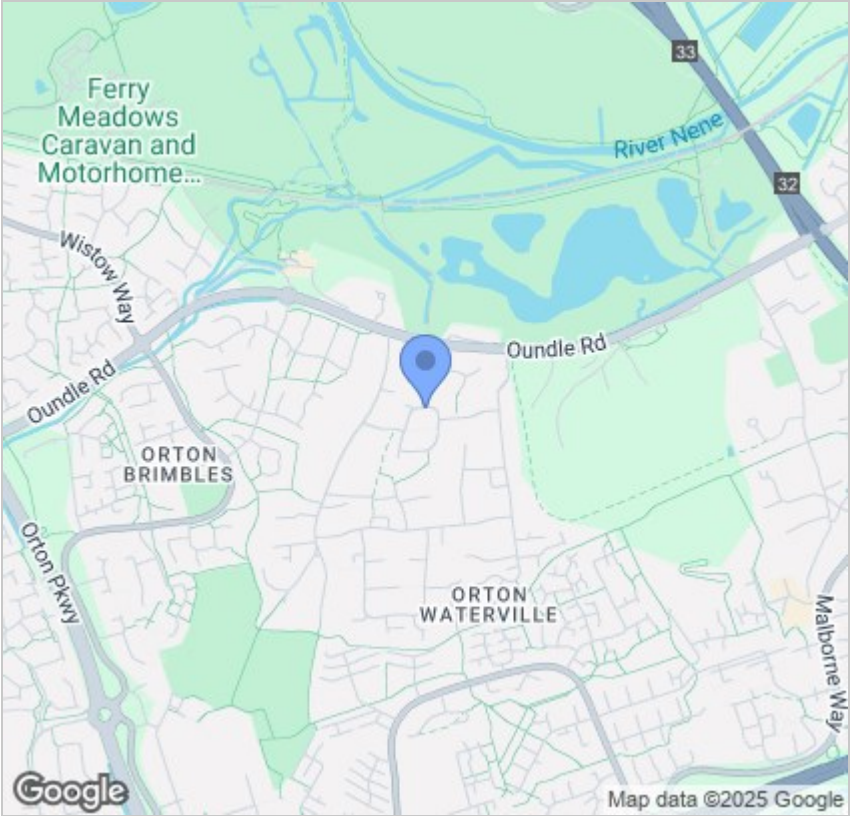 33
Ferry
Meadows
Caravan and
Motorhome...
River Nene
32
Wistow Way
Oundle Rd
Oundle Rd
ORTON
BRIMBLES
Orton Pkwy
ORTON
WATERVILLE
Malborne Way
Google
Map data ©2025 Google